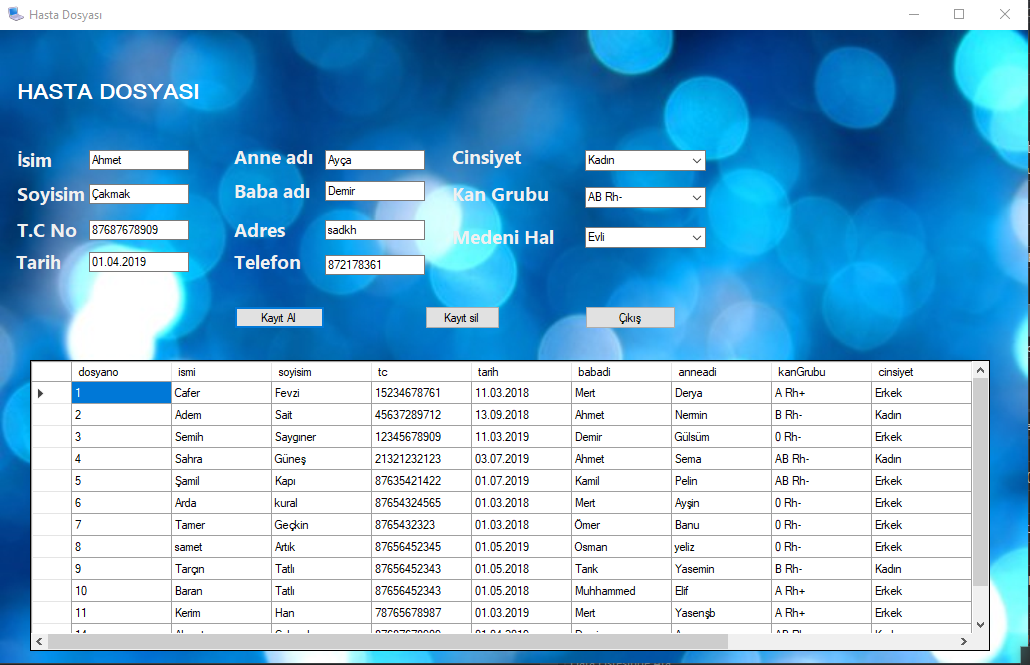 Hasta Dosyası
HASTA DOSYASI
İsim Ahmet Anne adı Ayça Cinsiyet Kadın
Soyisim Çakmak Baba adı Demir Kan Grubu AB Rh-
T.C No 87687678909 Adres sadkh Medeni Hal Evli
Tarih 01.04.2019 Telefon 872178361
Kayıt Al Kayıt sil Çıkış
dosyano ismi soyisim tc tarih babadi anneadi kanGrubu cinsiyet
1 Cafer Fevzi 15234678761 11.03.2018 Mert Derya A Rh+ Erkek
2 Adem Sait 45637289712 13.09.2018 Ahmet Nermin B Rh- Kadın
3 Semih Saygıner 12345678909 11.03.2019 Demir Gülsüm 0 Rh- Erkek
4 Sahra Güneş 21321232123 03.07.2019 Ahmet Sema AB Rh- Kadın
5 Şamil Kapı 87635421422 01.07.2019 Kamil Pelin AB Rh- Erkek
6 Arda kural 87654324565 01.03.2018 Mert Ayşin 0 Rh- Erkek
7 Tamer Geçkin 8765432323 01.03.2018 Ömer Banu 0 Rh- Erkek
8 samet Artık 87656452345 01.05.2019 Osman yeliz 0 Rh- Erkek
9 Tarçın Tatlı 87656452343 01.05.2018 Tarık Yasemin B Rh- Kadın
10 Baran Tatlı 87656452343 01.05.2018 Muhhammed Elif A Rh+ Erkek
11 Kerim Han 78765678987 01.03.2019 Mert Yasenşb A Rh+ Erkek